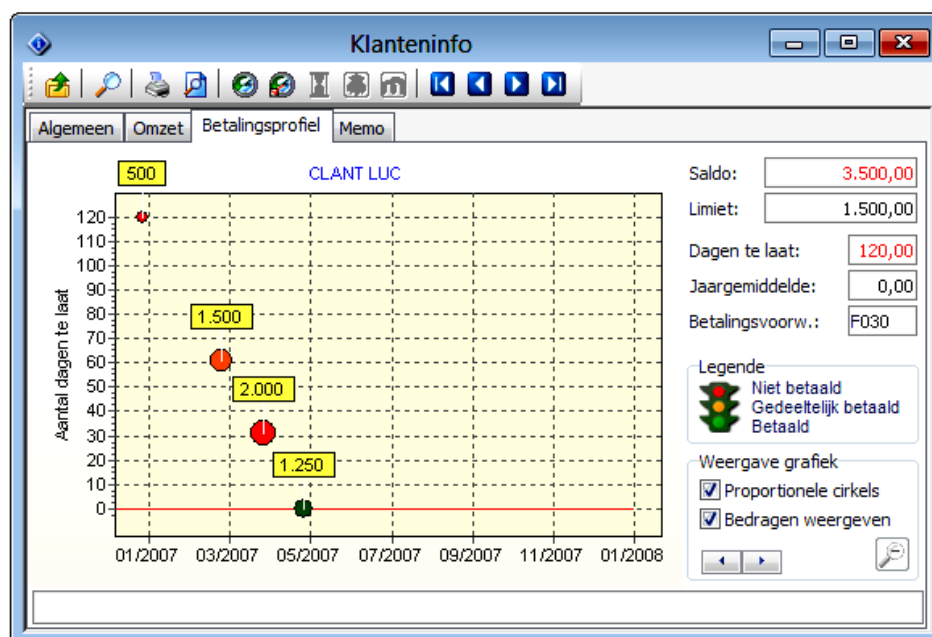 Klanteninfo
Algemeen Omzet Betalingsprofiel Memo
500
CLANT LUC
Aantal dagen te laat
120
110
100
90
80
70
60
50
40
30
20
10
0
1.500
2.000
1.250
01/2007 03/2007 05/2007 07/2007 09/2007 11/2007 01/2008
Saldo: 3.500,00
Limiet: 1.500,00
Dagen te laat: 120,00
Jaargemiddelde: 0,00
Betalingsvoorw.: F030
Legende
Niet betaald
Gedeeltelijk betaald
Betaald
Weergave grafiek
Proportionele cirkels
Bedragen weergeven